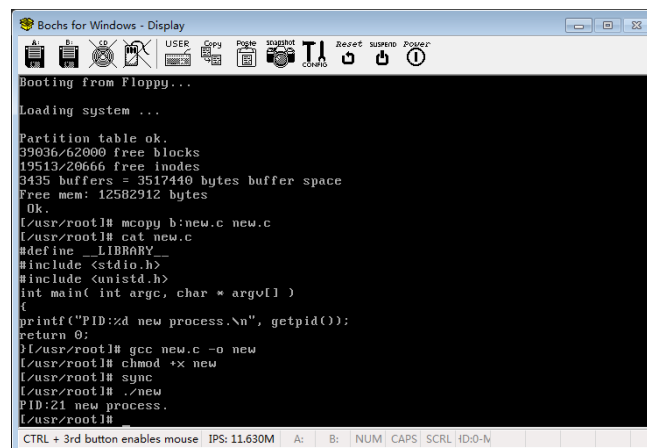 Bochs for Windows - Display
A: B: CD USER Copy Paste snapshot CONFIG Reset SUSPEND Power
Booting from Floppy...
Loading system ...
Partition table ok.
39036/62000 free blocks
19513/20666 free inodes
3435 buffers = 3517440 bytes buffer space
Free mem: 12582912 bytes
Ok.
[/usr/root]# mcopy b:new.c new.c
[/usr/root]# cat new.c
#define __LIBRARY__
#include <stdio.h>
#include <unistd.h>
int main( int argc, char * argv[] )
{
printf("PID:%d new process.\n", getpid());
return 0;
}[/usr/root]# gcc new.c -o new
[/usr/root]# chmod +x new
[/usr/root]# sync
[/usr/root]# ./new
PID:21 new process.
[/usr/root]# _
CTRL + 3rd button enables mouse IPS: 11.630M A: B: NUM CAPS SCRL